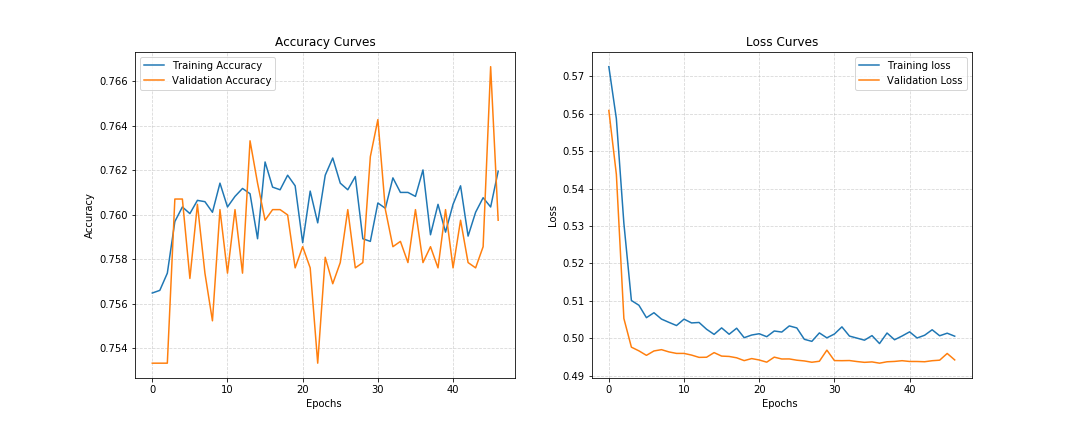 Accuracy Curves
Training Accuracy
Validation Accuracy
0.766
0.764
0.762
0.760
0.758
0.756
0.754
Accuracy
0 10 20 30 40
Epochs
Loss Curves
Training loss
Validation Loss
0.57
0.56
0.55
0.54
0.53
0.52
0.51
0.50
0.49
Loss
0 10 20 30 40
Epochs